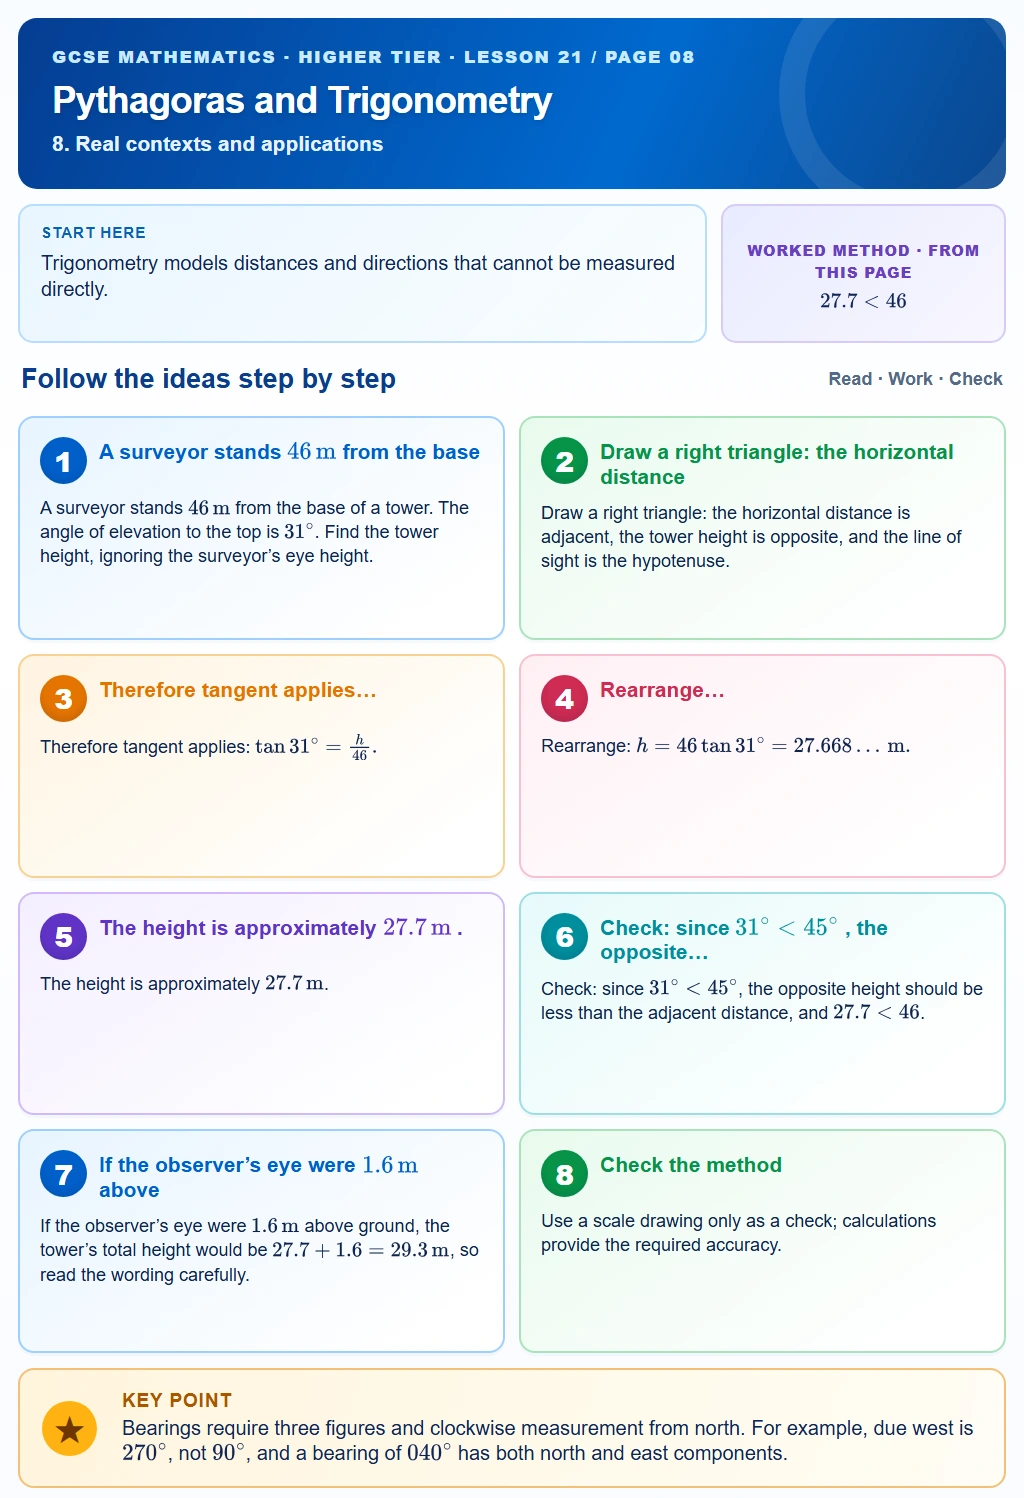 GCSE MATHEMATICS · HIGHER TIER · LESSON 21 / PAGE 08
Pythagoras and Trigonometry
8. Real contexts and applications
START HERE
Trigonometry models distances and directions that cannot be measured
directly.
WORKED METHOD · FROM
THIS PAGE
27.7 < 46
Follow the ideas step by step
Read · Work · Check
1
A surveyor stands 46 m from the base
A surveyor stands 46 m from the base of a tower. The
angle of elevation to the top is 31°. Find the tower
height, ignoring the surveyor’s eye height.
2
Draw a right triangle: the horizontal
distance
Draw a right triangle: the horizontal distance is
adjacent, the tower height is opposite, and the line of
sight is the hypotenuse.
3
Therefore tangent applies…
Therefore tangent applies: tan 31° = h/46.
4
Rearrange…
Rearrange: h = 46 tan 31° = 27.668… m.
5
The height is approximately 27.7 m .
The height is approximately 27.7 m.
6
Check: since 31° < 45° , the
opposite…
Check: since 31° < 45°, the opposite height should be
less than the adjacent distance, and 27.7 < 46.
7
If the observer’s eye were 1.6 m
above
If the observer’s eye were 1.6 m above ground, the
tower’s total height would be 27.7 + 1.6 = 29.3 m, so
read the wording carefully.
8
Check the method
Use a scale drawing only as a check; calculations
provide the required accuracy.
KEY POINT
Bearings require three figures and clockwise measurement from north. For example, due west is
270°, not 90°, and a bearing of 040° has both north and east components.